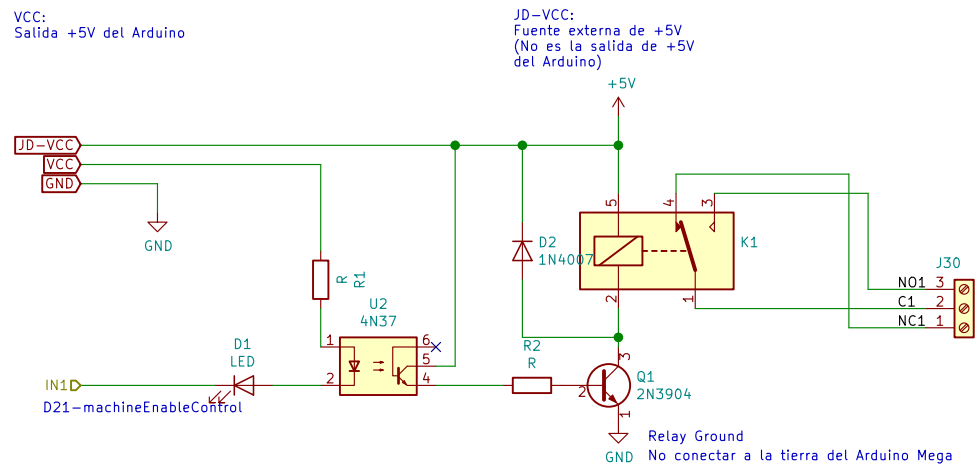 VCC:
Salida +5V del Arduino
JD-VCC:
Fuente externa de +5V
(No es la salida de +5V
del Arduino)
+5V
JD-VCC
VCC
GND
GND
5
4
3
D2
1N4007
K1
2
1
R
R1
J30
NO1 3
C1 2
NC1 1
U2
4N37
1
2
6
5
4
D1
LED
IN1
D21-machineEnableControl
R2
R
3
2
1
Q1
2N3904
GND
Relay Ground
No conectar a la tierra del Arduino Mega